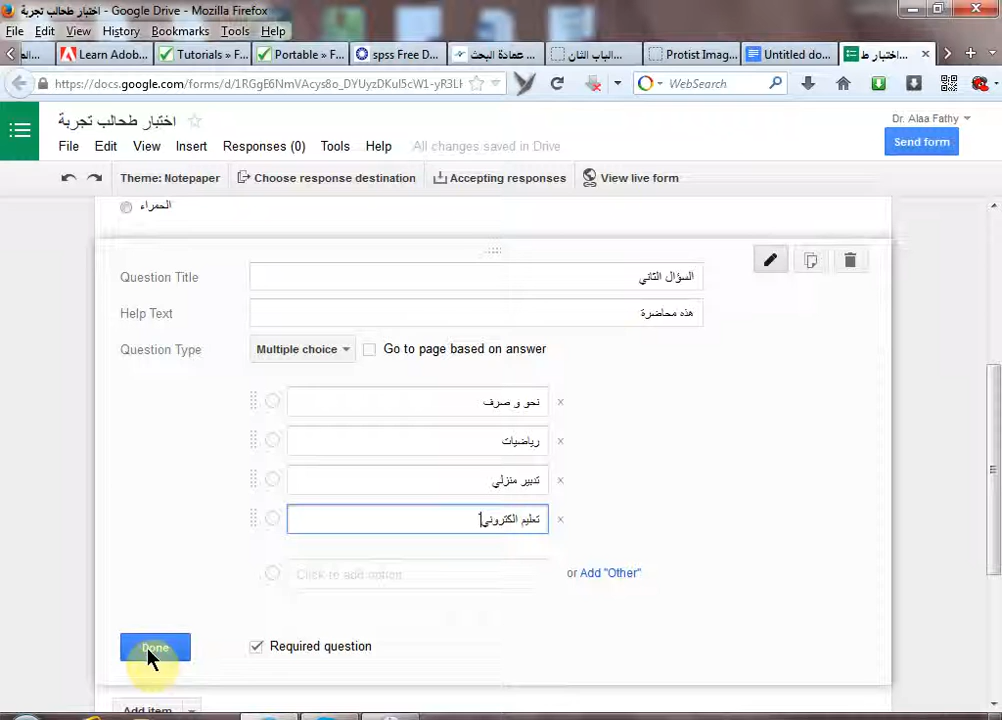 اختبار طحالب تجربة - Google Drive - Mozilla Firefox
File Edit View History Bookmarks Tools Help
Learn Adob... Tutorials » F... Portable » F... spss Free D... عمادة البحث ... الباب الثان... Protist Imag... Untitled do... اختبار ط...
https://docs.google.com/forms/d/ WebSearch
اختبار طحالب تجربة
Dr. Alaa Fathy
File Edit View Insert Responses (0) Tools Help All changes saved in Drive
Send form
Theme: Notepaper Choose response destination Accepting responses View live form
الحمراء
Question Title السؤال الثاني
Help Text هذه محاضرة
Question Type Multiple choice Go to page based on answer
نحو و صرف x
رياضيات x
تدبير منزلي x
تعليم الكتروني x
Click to add option or Add "Other"
Done Required question
Add item